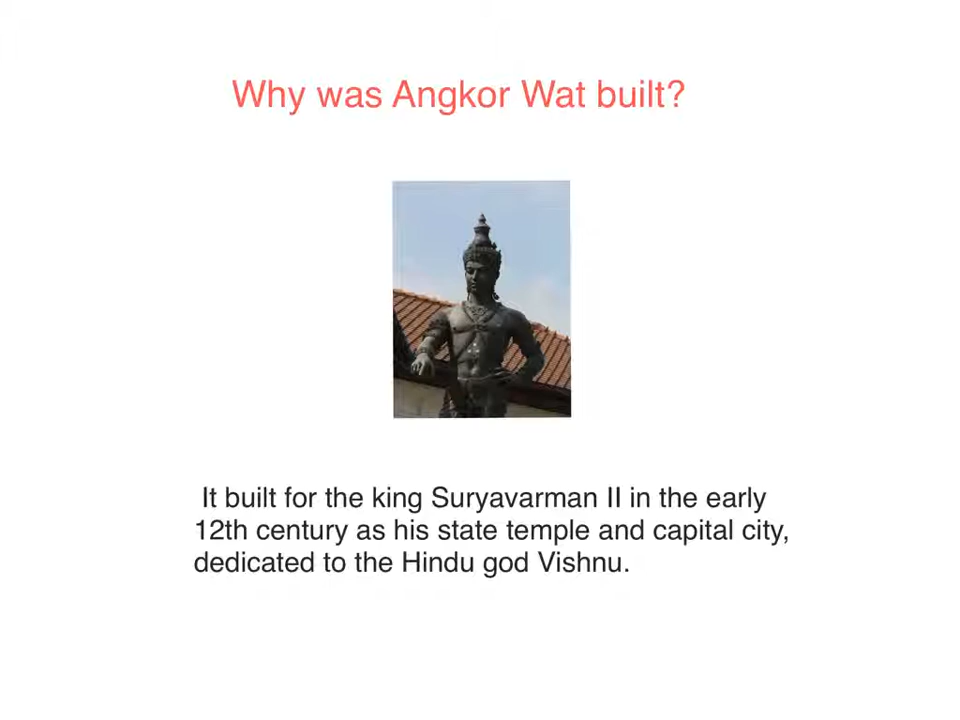 Why was Angkor Wat built?
It built for the king Suryavarman II in the early
12th century as his state temple and capital city,
dedicated to the Hindu god Vishnu.